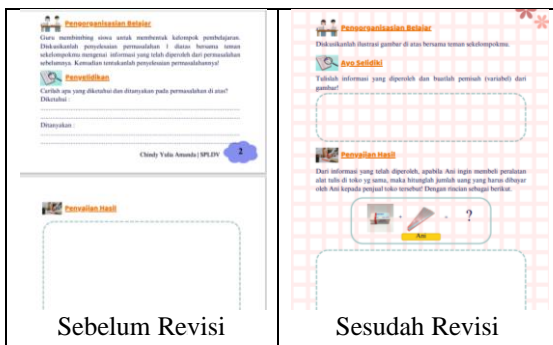 Pengorganisasian Belajar
Guru membimbing siswa untuk membentuk kelompok pembelajaran.
Diskusikanlah penyelesaian permasalahan 1 diatas bersama teman
sekelompokmu mengenai informasi yang telah diperoleh dari permasalahan
sebelumnya. Kemudian tentukanlah penyelesaian permasalahannya!
Penyelidikan
Carilah apa yang diketahui dan ditanyakan pada permasalahan di atas?
Diketahui :
Ditanyakan :
Chindy Yulia Amanda | SPLDV 2
Penyajian Hasil
Sebelum Revisi
Pengorganisasian Belajar
Diskusikanlah ilustrasi gambar di atas bersama teman sekelompokmu.
Ayo Selidiki
Tulislah informasi yang diperoleh dan buatlah pemisah (variabel) dari
gambar!
Penyajian Hasil
Dari informasi yang telah diperoleh, apabila Ani ingin membeli peralatan
alat tulis di toko yg sama, maka hitunglah jumlah uang yang harus dibayar
oleh Ani kepada penjual toko tersebut! Dengan rincian sebagai berikut.
+ = ?
Ani
Sesudah Revisi